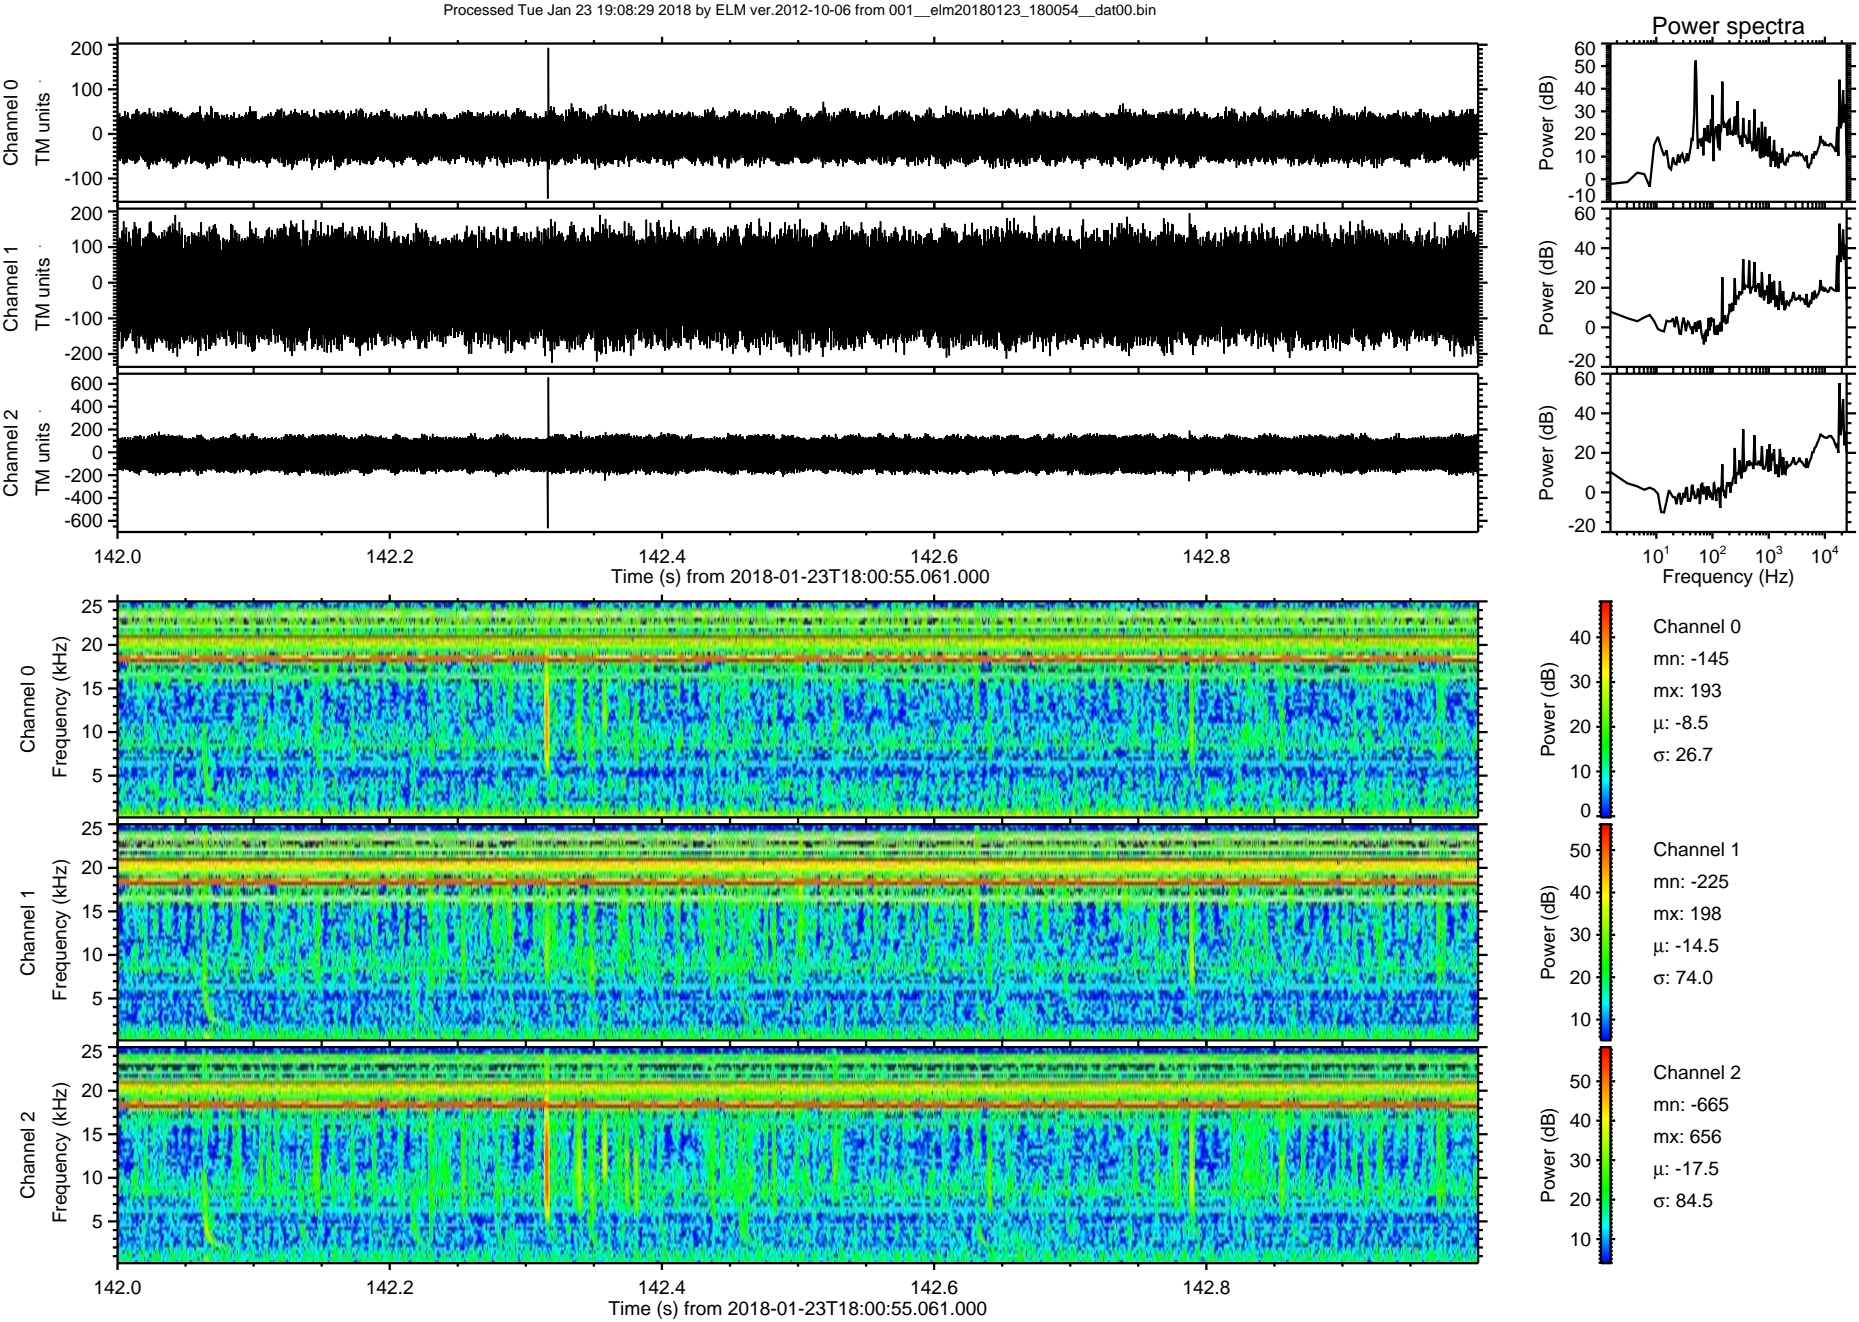 Processed Tue Jan 23 19:08:29 2018 by ELM ver.2012-10-06 from 001__elm20180123_180054__dat00.bin
Power spectra
Channel 0
TM units
200
100
0
-100
Power (dB)
60
50
40
30
20
10
0
-10
Channel 1
TM units
200
100
0
-100
-200
Power (dB)
60
40
20
0
-20
Channel 2
TM units
600
400
200
0
-200
-400
-600
Power (dB)
60
40
20
0
-20
142.0 142.2 142.4 142.6 142.8
Time (s) from 2018-01-23T18:00:55.061.000
10^1 10^2 10^3 10^4
Frequency (Hz)
Channel 0
Frequency (kHz)
25
20
15
10
5
Power (dB)
40
30
20
10
0
Channel 0
mn: -145
mx: 193
μ: -8.5
σ: 26.7
Channel 1
Frequency (kHz)
25
20
15
10
5
Power (dB)
50
40
30
20
10
Channel 1
mn: -225
mx: 198
μ: -14.5
σ: 74.0
Channel 2
Frequency (kHz)
25
20
15
10
5
Power (dB)
50
40
30
20
10
Channel 2
mn: -665
mx: 656
μ: -17.5
σ: 84.5
142.0 142.2 142.4 142.6 142.8
Time (s) from 2018-01-23T18:00:55.061.000